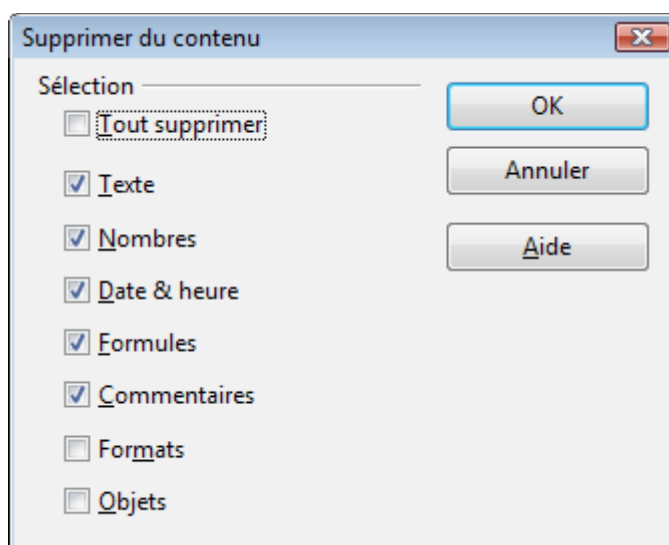 Supprimer du contenu
Sélection
Tout supprimer
Texte
Nombres
Date & heure
Formules
Commentaires
Formats
Objets
OK
Annuler
Aide